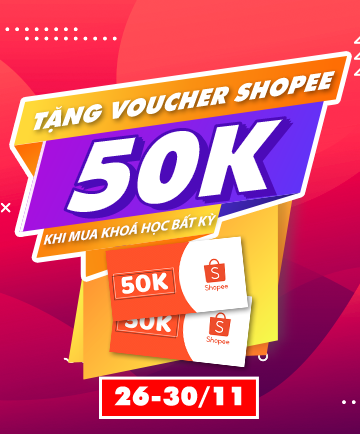 TẶNG VOUCHER SHOPEE
50K
KHI MUA KHOÁ HỌC BẤT KỲ
50K
S
Shopee
50K
S
Shopee
26-30/11